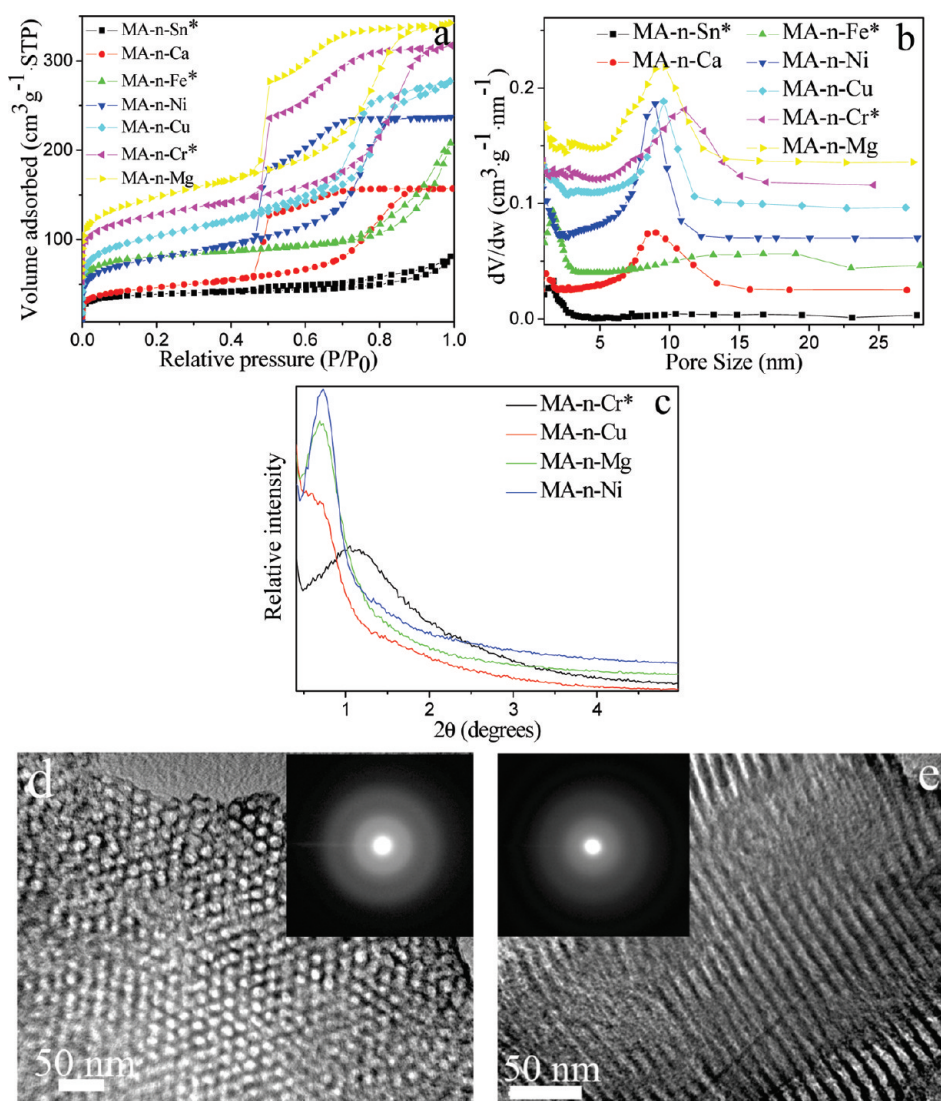 a
MA-n-Sn*
MA-n-Ca
MA-n-Fe*
MA-n-Ni
MA-n-Cu
MA-n-Cr*
MA-n-Mg
Volume adsorbed (cm³g⁻¹·STP)
300
200
100
0.0 0.2 0.4 0.6 0.8 1.0
Relative pressure (P/P₀)
b
MA-n-Sn* MA-n-Fe*
MA-n-Ca MA-n-Ni
MA-n-Cu
MA-n-Cr*
MA-n-Mg
dV/dw (cm³g⁻¹·nm⁻¹)
0.2
0.1
0.0
5 10 15 20 25
Pore Size (nm)
c
MA-n-Cr*
MA-n-Cu
MA-n-Mg
MA-n-Ni
Relative intensity
1 2 3 4
2θ (degrees)
d
50 nm
e
50 nm